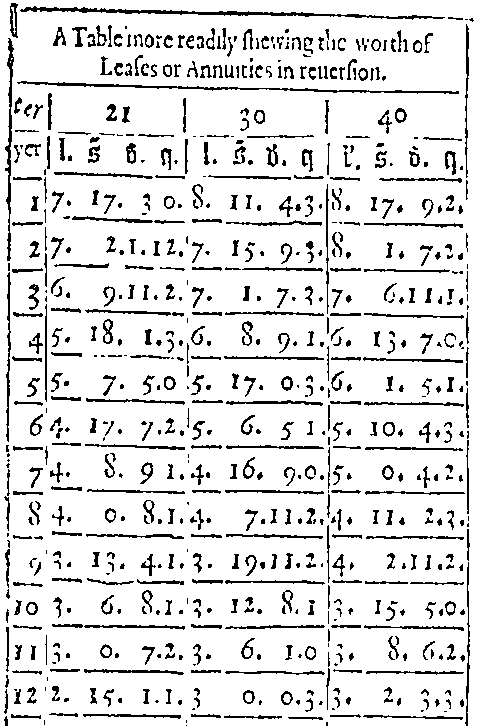 A Table more readily ſhewing the worth of
Leaſes or Annuities in reuerſion.
ter 21 30 40
yer l. s̃ d. q. l. s̃. d. q l. s̃. d. q.
1 7. 17. 3 0. 8. 11. 4.3. 8. 17. 9.2.
2 7. 2.1.12. 7. 15. 9.3. 8. 1. 7.2.
3 6. 9.11.2. 7. 1. 7.3. 7. 6.11.1.
4 5. 18. 1.3. 6. 8. 9.1. 6. 13. 7.0.
5 5. 7. 5.0 5. 17. 0.3. 6. 1. 5.1.
6 4. 17. 7.2. 5. 6. 5 1. 5. 10. 4.3.
7 4. 8. 9 1. 4. 16. 9.0. 5. 0. 4.2.
8 4. 0. 8.1. 4. 7.11.2. 4. 11. 2.3.
9 3. 13. 4.1. 3. 19.11.2. 4. 2.11.2.
10 3. 6. 8.1. 3. 12. 8.1 3. 15. 5.0.
11 3. 0. 7.2. 3. 6. 1.0 3. 8. 6.2.
12 2. 15. 1.1. 3 0. 0.3. 3. 2. 3.3.